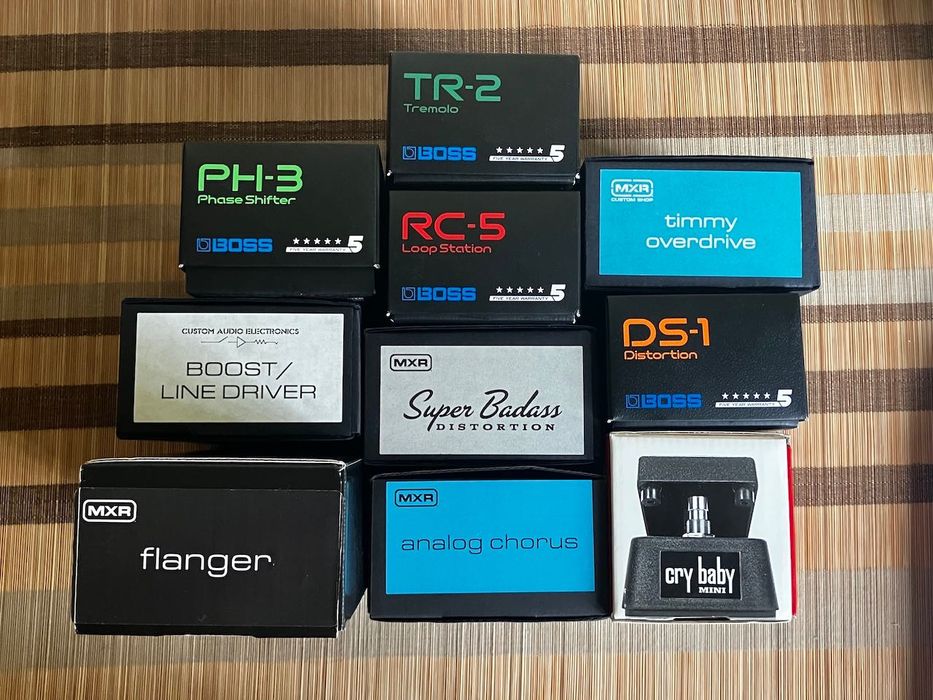 TR-2
Tremolo
BOSS
★★★★★ 5
FIVE YEAR WARRANTY
PH-3
Phase Shifter
BOSS
★★★★★ 5
FIVE YEAR WARRANTY
RC-5
Loop Station
BOSS
★★★★★ 5
FIVE YEAR WARRANTY
MXR
CUSTOM SHOP
timmy
overdrive
CUSTOM AUDIO ELECTRONICS
BOOST/
LINE DRIVER
MXR
Super Badass
DISTORTION
DS-1
Distortion
BOSS
★★★★★ 5
FIVE YEAR WARRANTY
MXR
flanger
MXR
analog chorus
cry baby
MINI